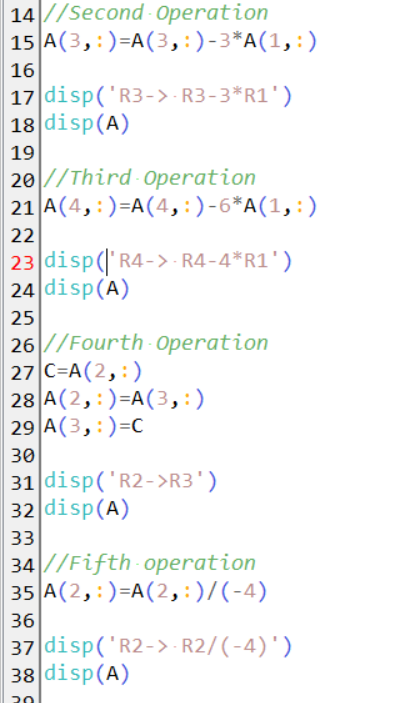 14 //Second Operation
15 A(3,:)=A(3,:)-3*A(1,:)
16
17 disp('R3-> R3-3*R1')
18 disp(A)
19
20 //Third Operation
21 A(4,:)=A(4,:)-6*A(1,:)
22
23 disp('R4-> R4-4*R1')
24 disp(A)
25
26 //Fourth Operation
27 C=A(2,:)
28 A(2,:)=A(3,:)
29 A(3,:)=C
30
31 disp('R2->R3')
32 disp(A)
33
34 //Fifth operation
35 A(2,:)=A(2,:)/(-4)
36
37 disp('R2-> R2/(-4)')
38 disp(A)
39